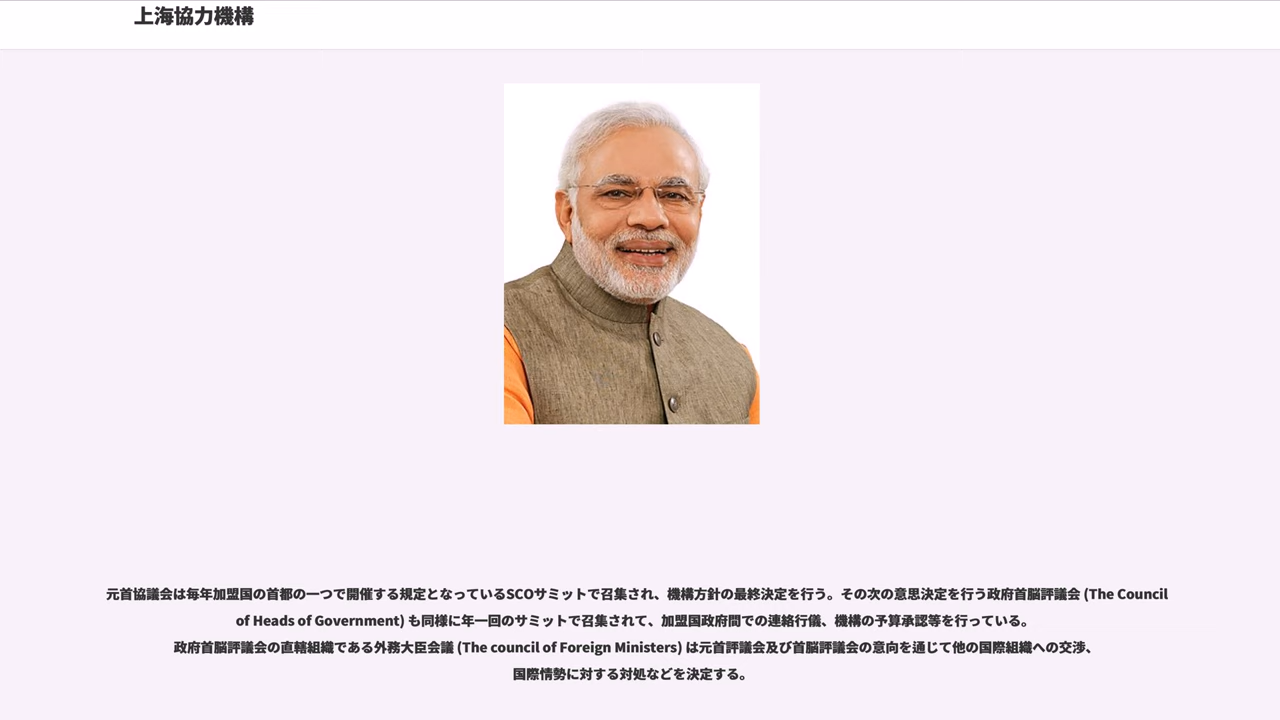 上海協力機構
元首協議会は毎年加盟国の首都の一つで開催する規定となっているSCOサミットで召集され、機構方針の最終決定を行う。その次の意思決定を行う政府首脳評議会 (The Council
of Heads of Government) も同様に年一回のサミットで召集されて、加盟国政府間での連絡行儀、機構の予算承認等を行っている。
政府首脳評議会の直轄組織である外務大臣会議 (The council of Foreign Ministers) は元首評議会及び首脳評議会の意向を通じて他の国際組織への交渉、
国際情勢に対する対処などを決定する。